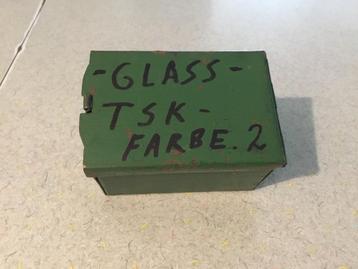 -GLASS-
TSK-
FARBE.2